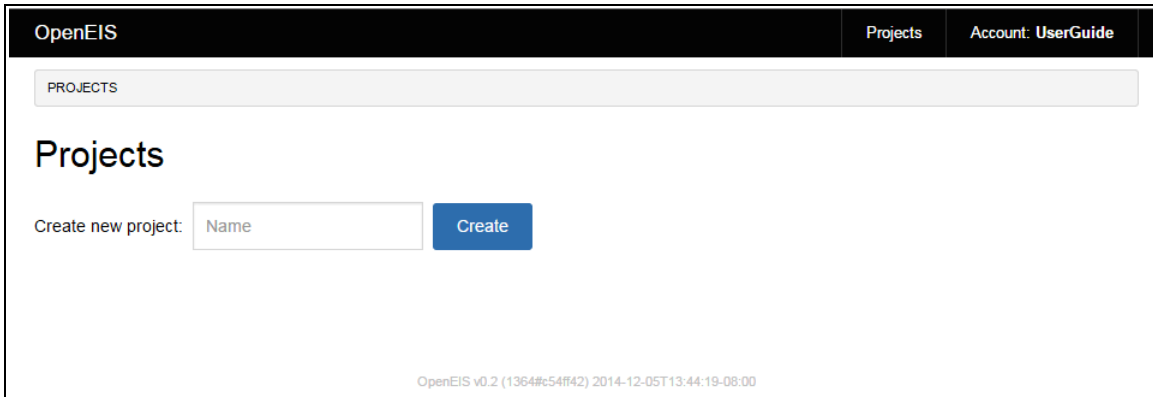 OpenEIS Projects Account: UserGuide
PROJECTS
Projects
Create new project: Name Create
OpenEIS v0.2 (1364#c54ff42) 2014-12-05T13:44:19-08:00